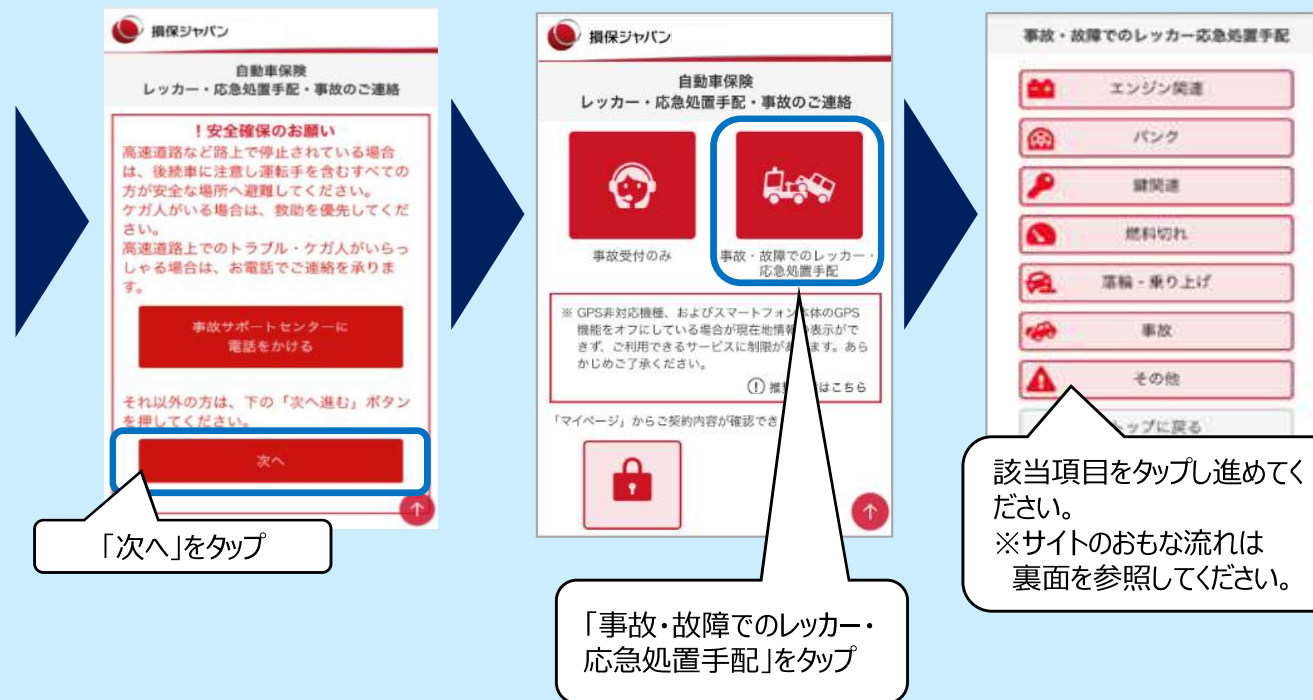 損保ジャパン
自動車保険
レッカー・応急処置手配・事故のご連絡
！安全確保のお願い
高速道路など路上で停止されている場合
は、後続車に注意し運転手を含むすべての
方が安全な場所へ避難してください。
ケガ人がいる場合は、救助を優先してくだ
さい。
高速道路上でのトラブル・ケガ人がいらっ
しゃる場合は、お電話でご連絡を承りま
す。
事故サポートセンターに
電話をかける
それ以外の方は、下の「次へ進む」ボタン
を押してください。
次へ
「次へ」をタップ
損保ジャパン
自動車保険
レッカー・応急処置手配・事故のご連絡
事故受付のみ
事故・故障でのレッカー・
応急処置手配
※ GPS非対応機種、およびスマートフォン本体のGPS
機能をオフにしている場合が現在地情報の表示がで
きず、ご利用できるサービスに制限があります。あら
かじめご了承ください。
はこちら
「マイページ」からご契約内容が確認でき
「事故・故障でのレッカー・
応急処置手配」をタップ
事故・故障でのレッカー応急処置手配
エンジン関連
パンク
鍵関連
燃料切れ
落輪・乗り上げ
事故
その他
トップに戻る
該当項目をタップし進めてく
ださい。
※サイトのおもな流れは
裏面を参照してください。